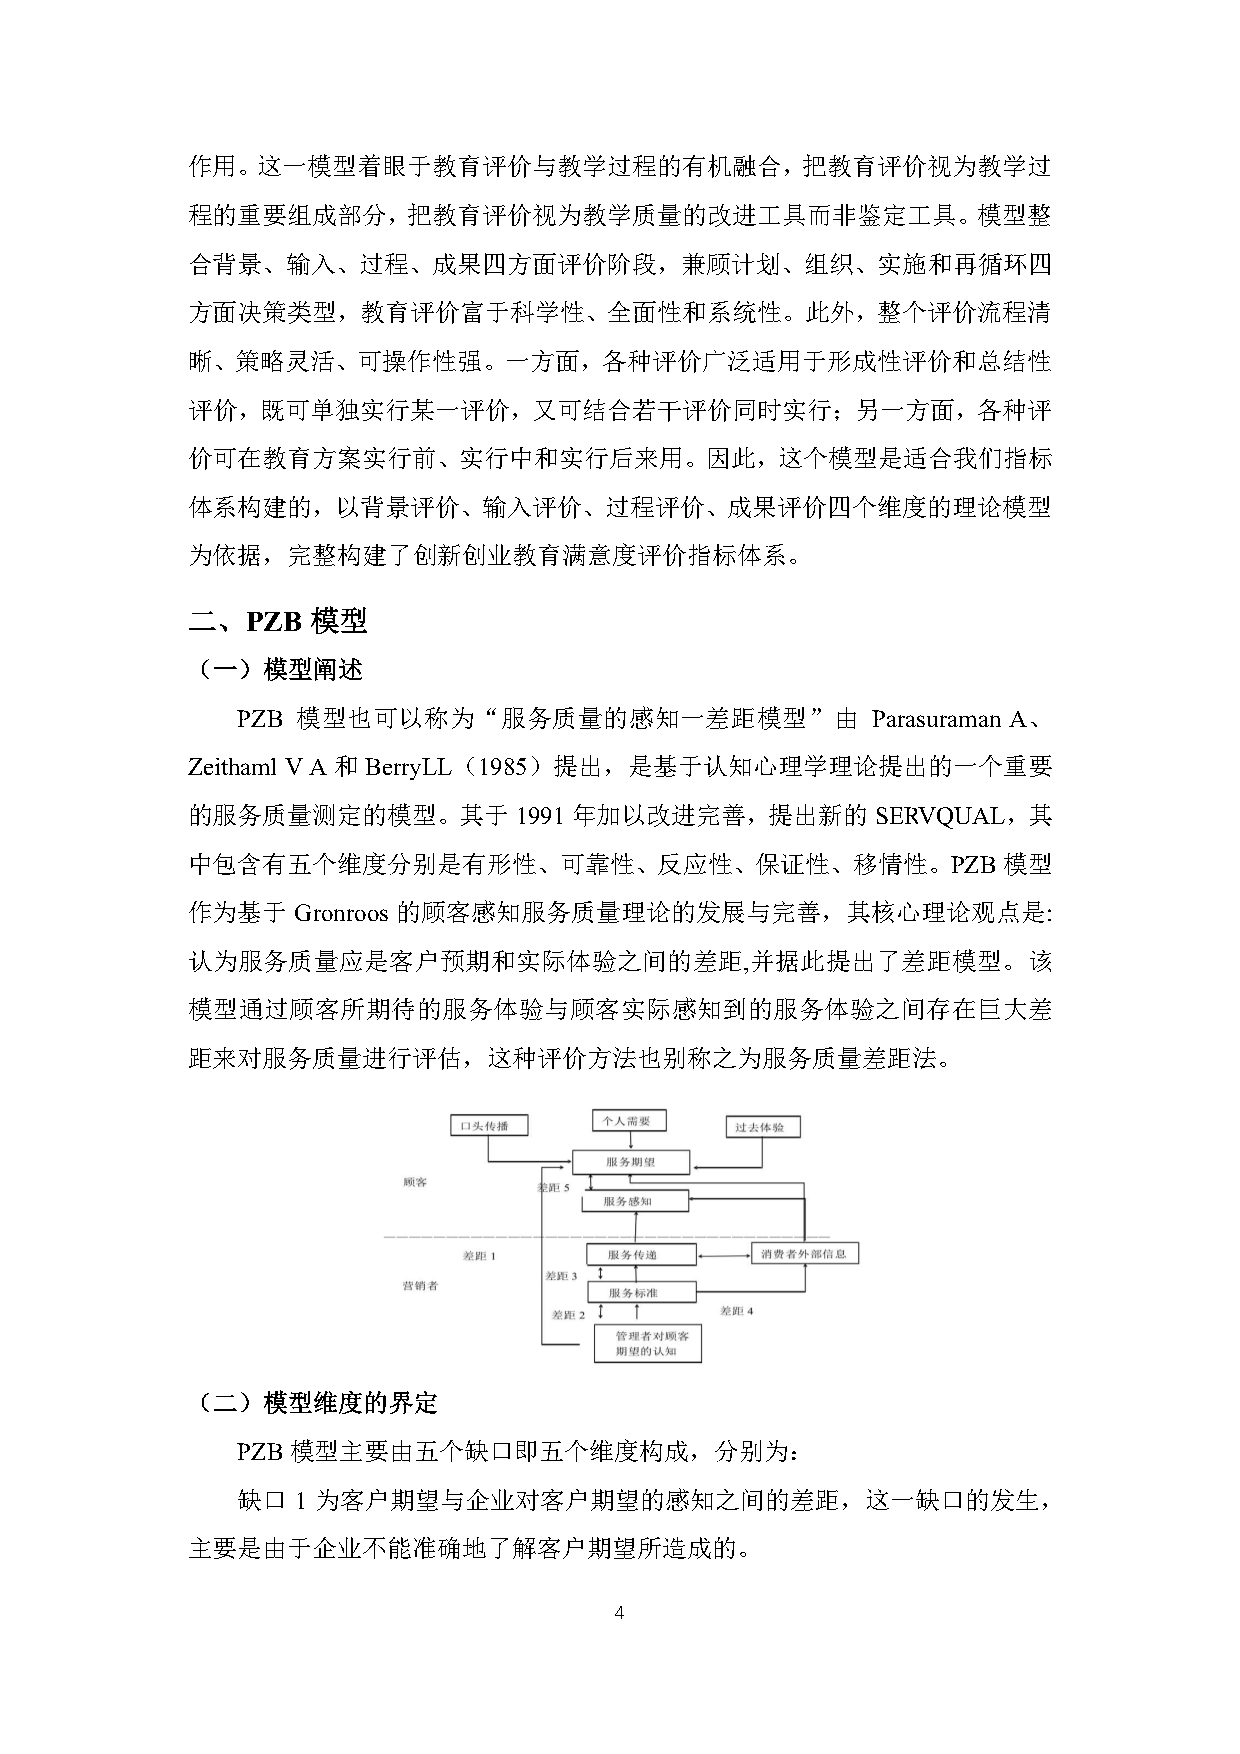 作用。这一模型着眼于教育评价与教学过程的有机融合，把教育评价视为教学过
程的重要组成部分，把教育评价视为教学质量的改进工具而非鉴定工具。模型整
合背景、输入、过程、成果四方面评价阶段，兼顾计划、组织、实施和再循环四
方面决策类型，教育评价富于科学性、全面性和系统性。此外，整个评价流程清
晰、策略灵活、可操作性强。一方面，各种评价广泛适用于形成性评价和总结性
评价，既可单独实行某一评价，又可结合若干评价同时实行；另一方面，各种评
价可在教育方案实行前、实行中和实行后来用。因此，这个模型是适合我们指标
体系构建的，以背景评价、输入评价、过程评价、成果评价四个维度的理论模型
为依据，完整构建了创新创业教育满意度评价指标体系。
二、PZB 模型
（一）模型阐述
PZB 模型也可以称为“服务质量的感知一差距模型”由 Parasuraman A、
Zeithaml V A 和 BerryLL（1985）提出，是基于认知心理学理论提出的一个重要
的服务质量测定的模型。其于 1991 年加以改进完善，提出新的 SERVQUAL，其
中包含有五个维度分别是有形性、可靠性、反应性、保证性、移情性。PZB 模型
作为基于 Gronroos 的顾客感知服务质量理论的发展与完善，其核心理论观点是:
认为服务质量应是客户预期和实际体验之间的差距,并据此提出了差距模型。该
模型通过顾客所期待的服务体验与顾客实际感知到的服务体验之间存在巨大差
距来对服务质量进行评估，这种评价方法也别称之为服务质量差距法。
口头传播
个人需要
过去体验
服务期望
顾客
差距 5
服务感知
差距 1
服务传递
消费者外部信息
差距 3
营销者
服务标准
差距 2
差距 4
管理者对顾客
期望的认知
（二）模型维度的界定
PZB 模型主要由五个缺口即五个维度构成，分别为：
缺口 1 为客户期望与企业对客户期望的感知之间的差距，这一缺口的发生，
主要是由于企业不能准确地了解客户期望所造成的。
4